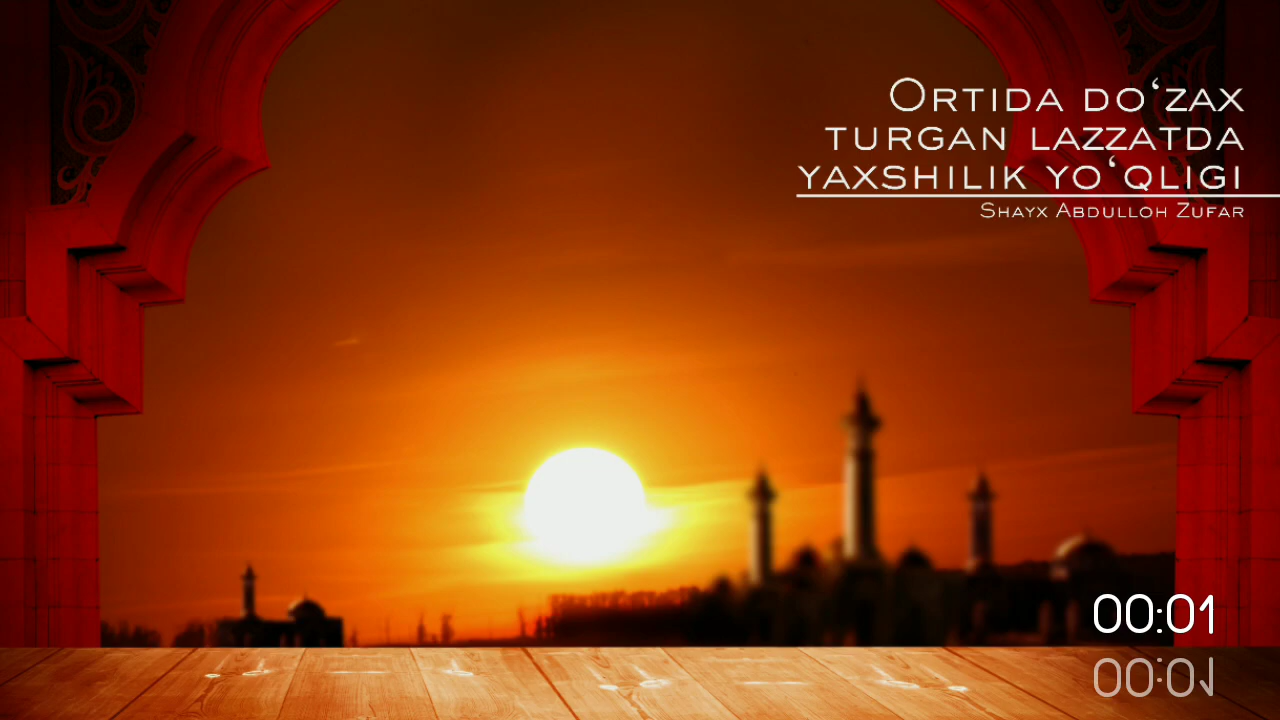 Ortida do‘zax
turgan lazzatda
yaxshilik yo‘qligi
Shayx Abdulloh Zufar
00:01